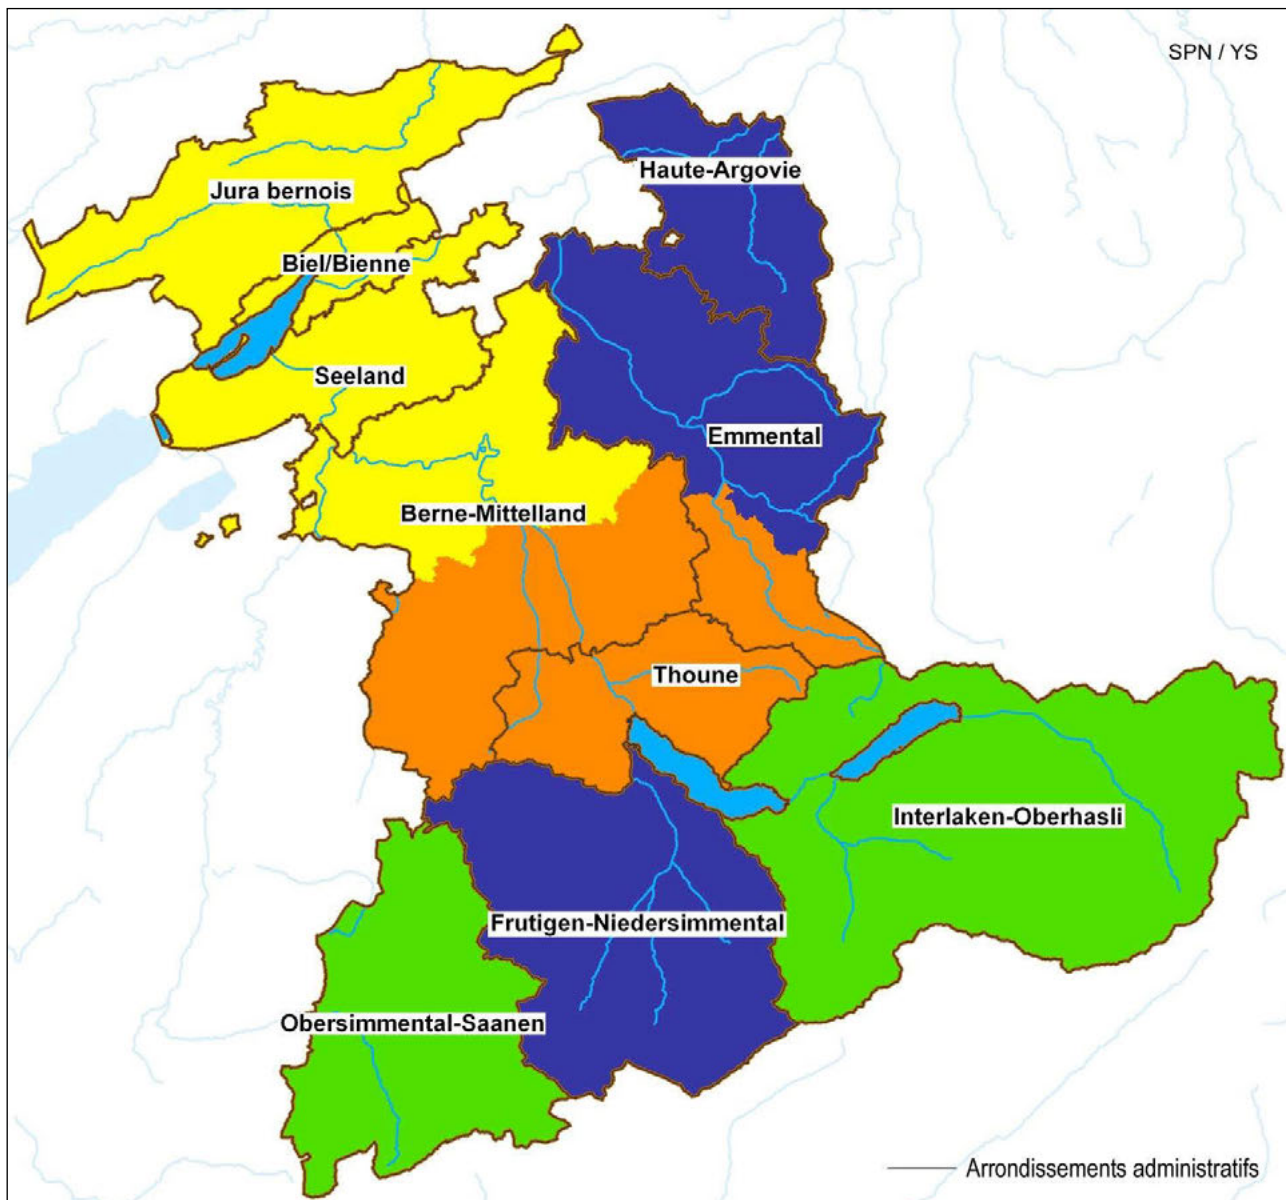 SPN / YS
Haute-Argovie
Jura bernois
Biel/Bienne
Seeland
Emmental
Berne-Mittelland
Thoune
Interlaken-Oberhasli
Frutigen-Niedersimmental
Obersimmental-Saanen
Arrondissements administratifs